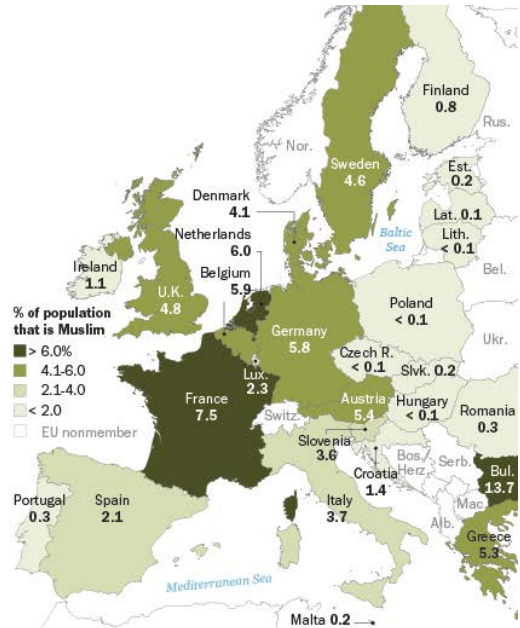 Finland
0.8
Nor.
Rus.
Sweden
4.6
Est.
0.2
Denmark
4.1
Lat. 0.1
Baltic
Sea
Lith.
< 0.1
Netherlands
6.0
Ireland
1.1
Belgium
5.9
Bel.
U.K.
4.8
Poland
< 0.1
% of population
that is Muslim
> 6.0%
4.1-6.0
2.1-4.0
< 2.0
EU nonmember
Germany
5.8
Ukr.
Czech R.
< 0.1
Slvk. 0.2
Lux.
2.3
France
7.5
Austria
5.4
Hungary
< 0.1
Romania
0.3
Switz.
Slovenia
3.6
Croatia
1.4
Bos/
Herz.
Serb.
Bul.
13.7
Portugal
0.3
Spain
2.1
Italy
3.7
Mac.
Alb.
Greece
5.3
Mediterranean Sea
Malta 0.2